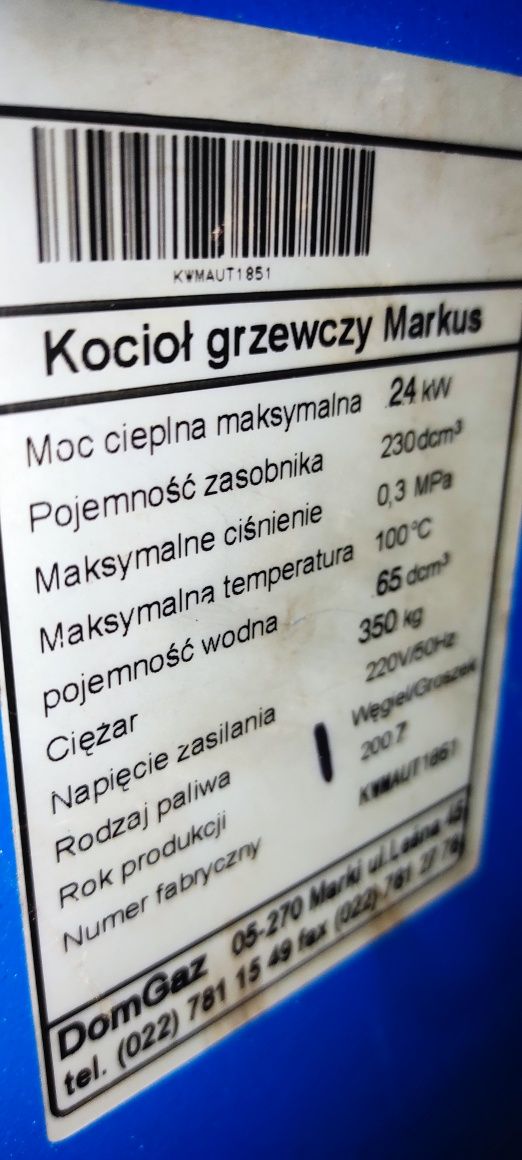 KWMAUT1851
Kocioł grzewczy Markus
Moc cieplna maksymalna 24 kW
Pojemność zasobnika 230dcm³
Maksymalne ciśnienie 0,3 MPa
Maksymalna temperatura 100°C
pojemność wodna 65 dcm³
Ciężar 350 kg
Napięcie zasilania 220V/50Hz
Rodzaj paliwa Węgiel/Groszek
Rok produkcji 2007
Numer fabryczny KWMAUT1851
DomGaz 05-270 Marki ul.Leśna 45
tel. (022) 781 15 49 fax (022) 781 27 78